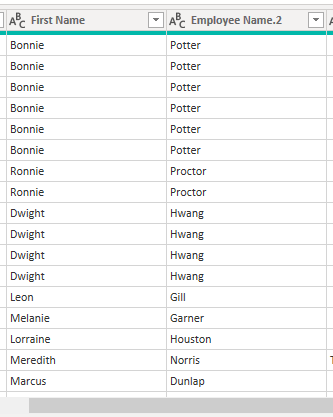 ABC First Name ABC Employee Name.2
Bonnie Potter
Bonnie Potter
Bonnie Potter
Bonnie Potter
Bonnie Potter
Bonnie Potter
Ronnie Proctor
Ronnie Proctor
Dwight Hwang
Dwight Hwang
Dwight Hwang
Dwight Hwang
Leon Gill
Melanie Garner
Lorraine Houston
Meredith Norris
Marcus Dunlap